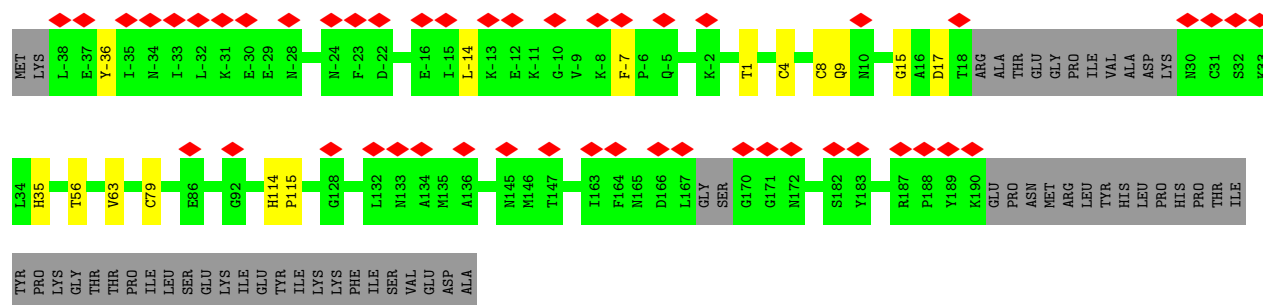 MET LYS L-38 E-37 Y-36 I-35 N-34 I-33 L-32 K-31 E-30 E-29 N-28 N-24 F-23 D-22 E-16 I-15 L-14 K-13 E-12 K-11 G-10 V-9 K-8 F-7 P-6 Q-5 K-2 T1 C4 C8 Q9 N10 G15 A16 D17 T18 ARG ALA THR GLU GLY PRO ILE VAL ALA ASP LYS N30 C31 S32 K33
L34 H35 T56 V63 C79 E86 G92 H114 P115 G128 L132 N133 A134 M135 A136 N145 M146 T147 I163 F164 N165 D166 L167 GLY SER G170 G171 N172 S182 Y183 R187 P188 Y189 K190 GLU PRO ASN MET ARG LEU TYR HIS LEU PRO HIS PRO THR ILE
TYR PRO LYS GLY THR THR PRO ILE LEU SER GLU LYS ILE GLU TYR ILE LYS LYS PHE ILE SER VAL GLU ASP ALA